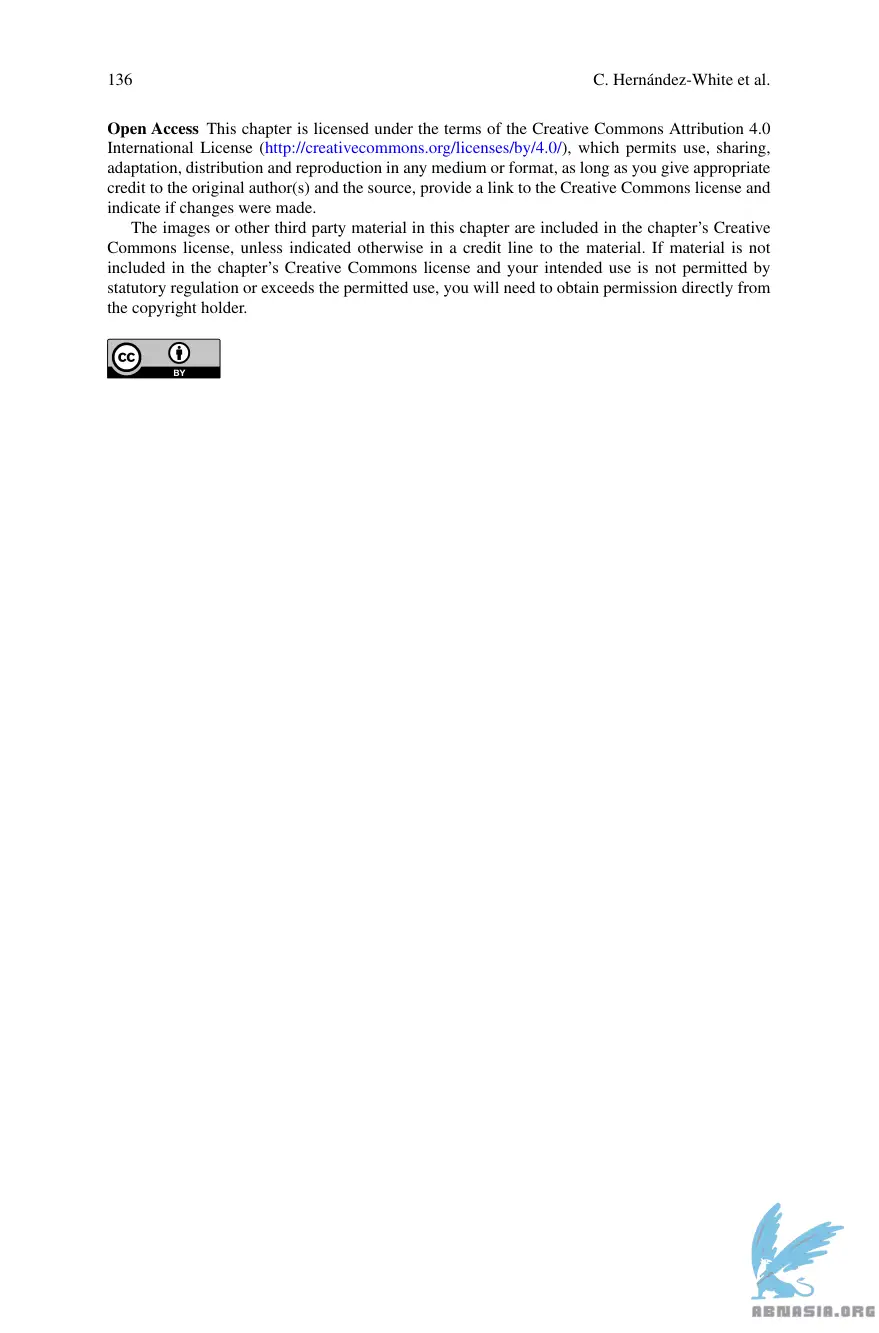 136
C. Hernández-White et al.
Open Access This chapter is licensed under the terms of the Creative Commons Attribution 4.0
International License (http://creativecommons.org/licenses/by/4.0/), which permits use, sharing,
adaptation, distribution and reproduction in any medium or format, as long as you give appropriate
credit to the original author(s) and the source, provide a link to the Creative Commons license and
indicate if changes were made.
The images or other third party material in this chapter are included in the chapter’s Creative
Commons license, unless indicated otherwise in a credit line to the material. If material is not
included in the chapter’s Creative Commons license and your intended use is not permitted by
statutory regulation or exceeds the permitted use, you will need to obtain permission directly from
the copyright holder.
cc
BY
ABNASIA.ORG